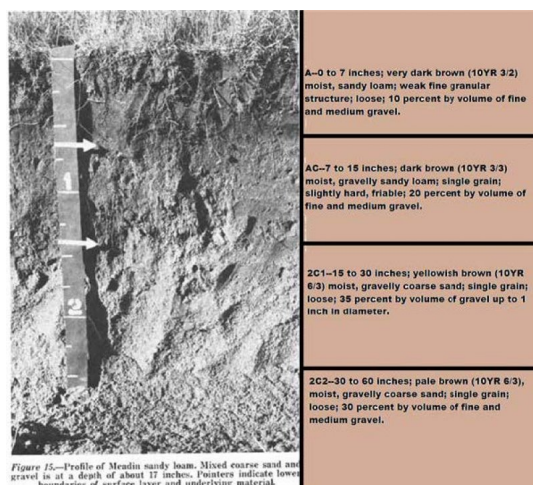 A--0 to 7 inches; very dark brown (10YR 3/2)
moist, sandy loam; weak fine granular
structure; loose; 10 percent by volume of fine
and medium gravel.
AC--7 to 15 inches; dark brown (10YR 3/3)
moist, gravelly sandy loam; single grain;
slightly hard, friable; 20 percent by volume of
fine and medium gravel.
2C1--15 to 30 inches; yellowish brown (10YR
6/3) moist, gravelly coarse sand; single grain;
loose; 35 percent by volume of gravel up to 1
inch in diameter.
2C2--30 to 60 inches; pale brown (10YR 6/3),
moist, gravelly coarse sand; single grain;
loose; 30 percent by volume of fine and
medium gravel.
1
2
Figure 15.—Profile of Meadin sandy loam. Mixed coarse sand and
gravel is at a depth of about 17 inches. Pointers indicate lower
boundaries of surface layer and underlying material.